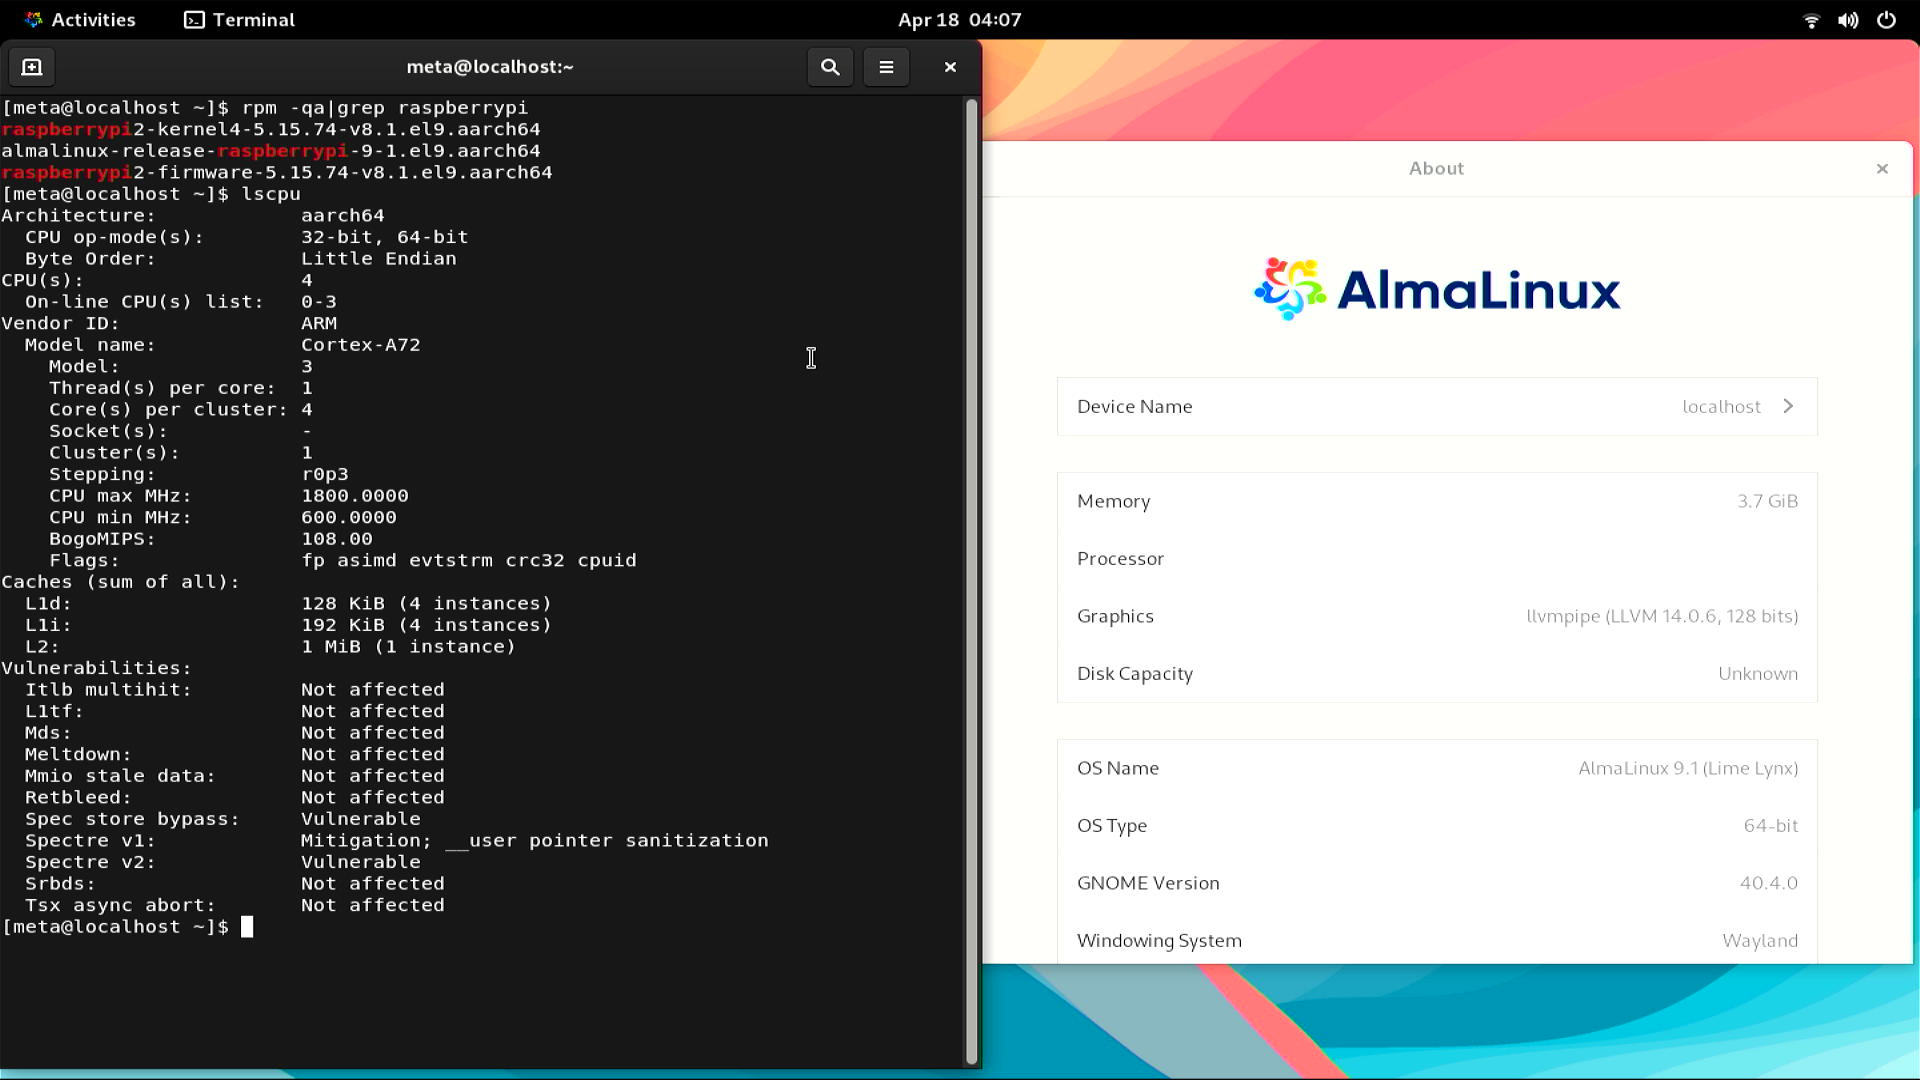 Activities
Terminal
Apr 18 04:07
meta@localhost:~
[meta@localhost ~]$ rpm -qa|grep raspberrypi
raspberrypi2-kernel4-5.15.74-v8.1.el9.aarch64
almalinux-release-raspberrypi-9-1.el9.aarch64
raspberrypi2-firmware-5.15.74-v8.1.el9.aarch64
[meta@localhost ~]$ lscpu
Architecture: aarch64
CPU op-mode(s): 32-bit, 64-bit
Byte Order: Little Endian
CPU(s): 4
On-line CPU(s) list: 0-3
Vendor ID: ARM
Model name: Cortex-A72
Model: 3
Thread(s) per core: 1
Core(s) per cluster: 4
Socket(s): -
Cluster(s): 1
Stepping: r0p3
CPU max MHz: 1800.0000
CPU min MHz: 600.0000
BogoMIPS: 108.00
Flags: fp asimd evtstrm crc32 cpuid
Caches (sum of all):
L1d: 128 KiB (4 instances)
L1i: 192 KiB (4 instances)
L2: 1 MiB (1 instance)
Vulnerabilities:
Itlb multihit: Not affected
L1tf: Not affected
Mds: Not affected
Meltdown: Not affected
Mmio stale data: Not affected
Retbleed: Not affected
Spec store bypass: Vulnerable
Spectre v1: Mitigation; __user pointer sanitization
Spectre v2: Vulnerable
Srbds: Not affected
Tsx async abort: Not affected
[meta@localhost ~]$
About
AlmaLinux
Device Name localhost
Memory 3.7 GiB
Processor
Graphics llvmpipe (LLVM 14.0.6, 128 bits)
Disk Capacity Unknown
OS Name AlmaLinux 9.1 (Lime Lynx)
OS Type 64-bit
GNOME Version 40.4.0
Windowing System Wayland